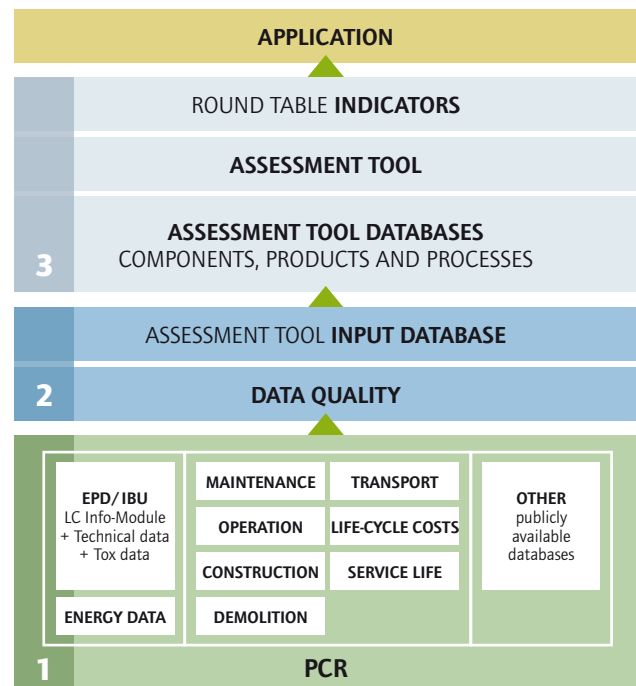 APPLICATION
ROUND TABLE INDICATORS
ASSESSMENT TOOL
ASSESSMENT TOOL DATABASES
COMPONENTS, PRODUCTS AND PROCESSES
3
ASSESSMENT TOOL INPUT DATABASE
2
DATA QUALITY
EPD/IBU
LC Info-Module
+ Technical data
+ Tox data
ENERGY DATA
MAINTENANCE
TRANSPORT
OPERATION
LIFE-CYCLE COSTS
CONSTRUCTION
SERVICE LIFE
DEMOLITION
OTHER
publicly
available
databases
1
PCR